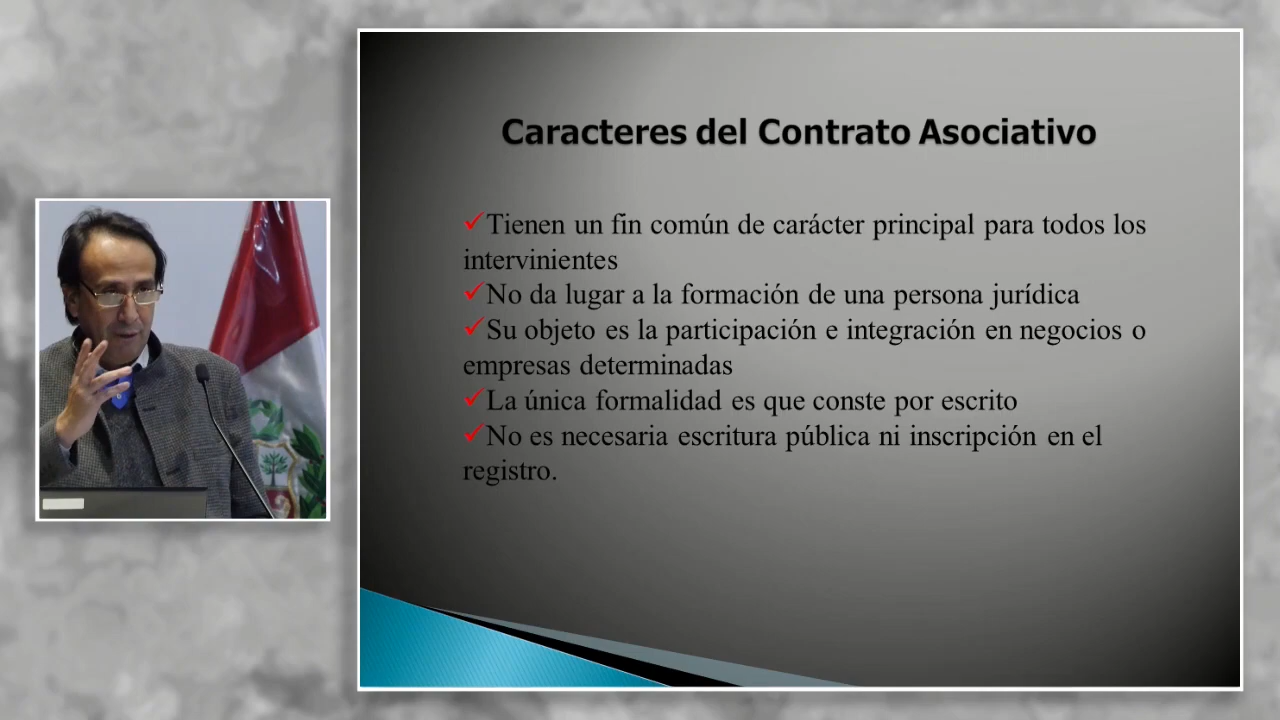 Caracteres del Contrato Asociativo
✓Tienen un fin común de carácter principal para todos los
intervinientes
✓No da lugar a la formación de una persona jurídica
✓Su objeto es la participación e integración en negocios o
empresas determinadas
✓La única formalidad es que conste por escrito
✓No es necesaria escritura pública ni inscripción en el
registro.